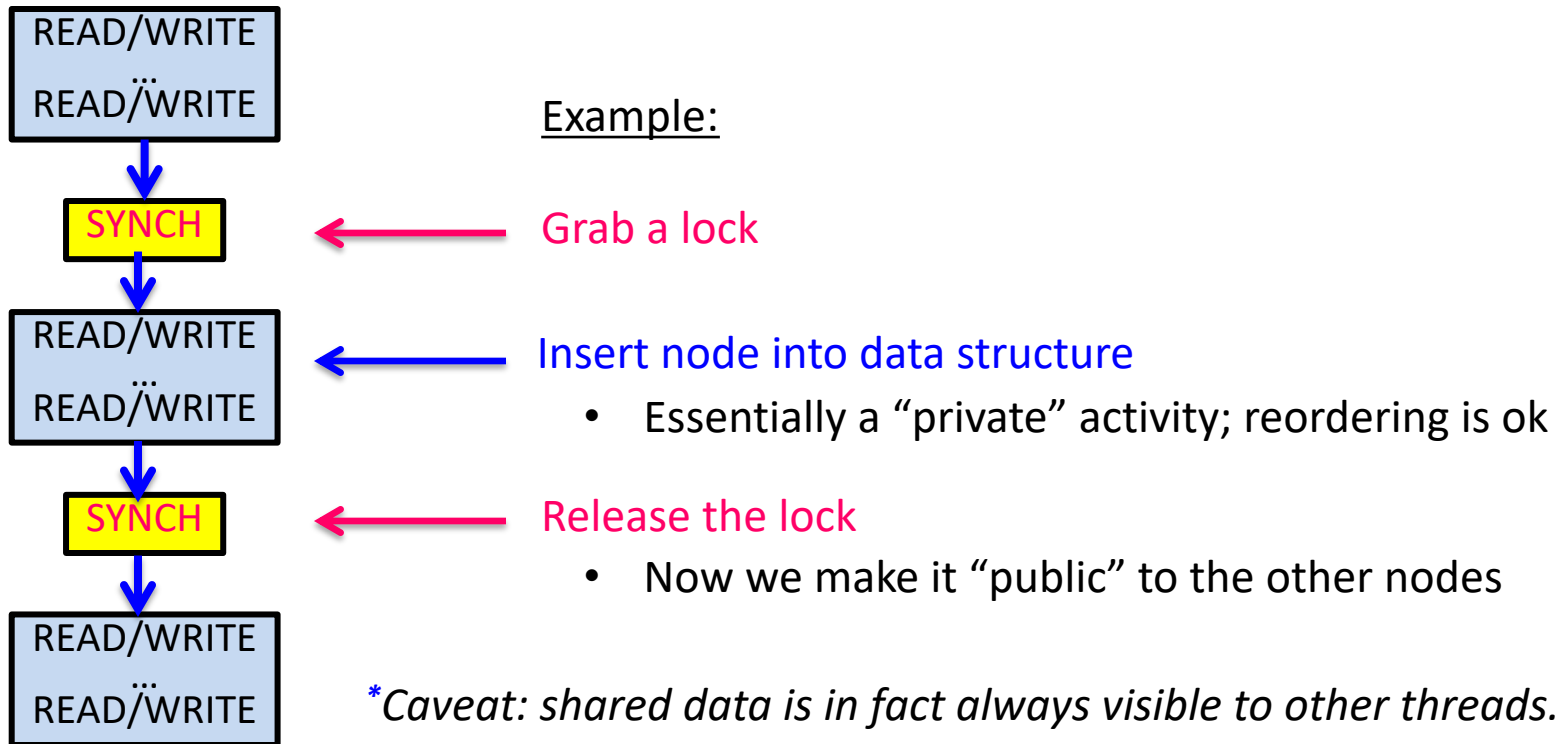 READ/WRITE
...
READ/WRITE
Example:
SYNCH
Grab a lock
READ/WRITE
...
READ/WRITE
Insert node into data structure
• Essentially a “private” activity; reordering is ok
SYNCH
Release the lock
• Now we make it “public” to the other nodes
READ/WRITE
...
READ/WRITE
*Caveat: shared data is in fact always visible to other threads.